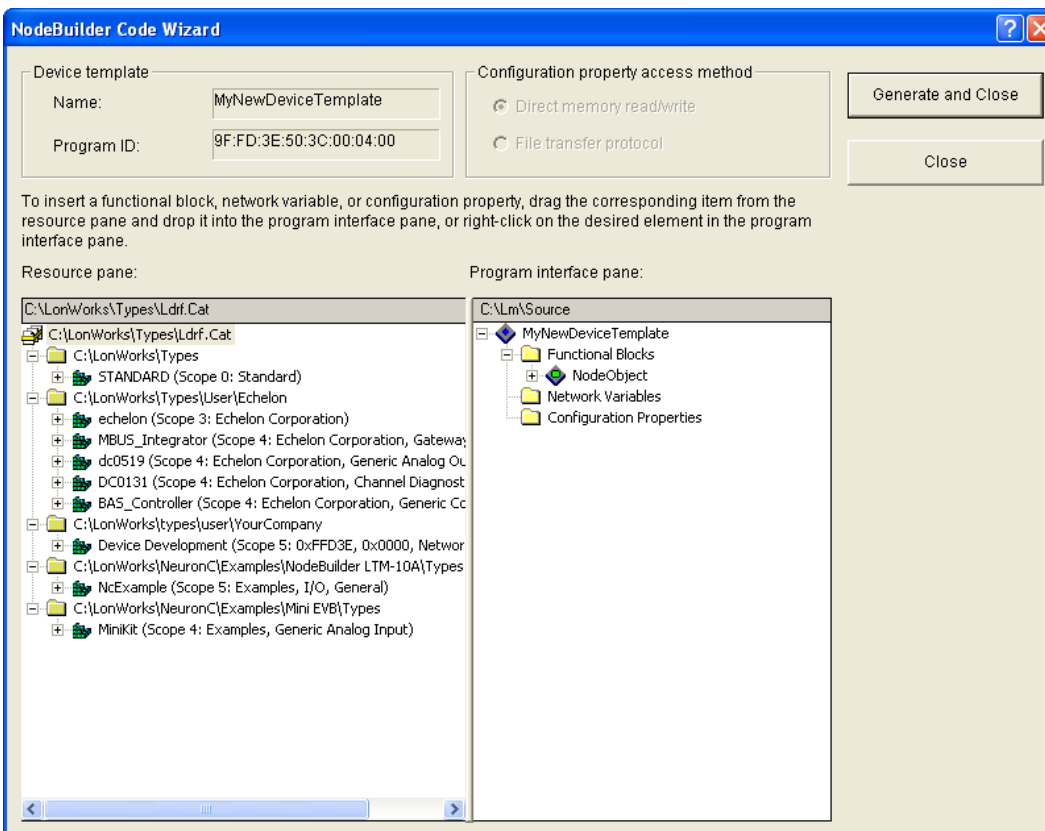 NodeBuilder Code Wizard
Device template
Name:
MyNewDeviceTemplate
Program ID:
9F:FD:3E:50:3C:00:04:00
Configuration property access method
Direct memory read/write
File transfer protocol
Generate and Close
Close
To insert a functional block, network variable, or configuration property, drag the corresponding item from the
resource pane and drop it into the program interface pane, or right-click on the desired element in the program
interface pane.
Resource pane:
C:\LonWorks\Types\Ldrf.Cat
C:\LonWorks\Types\Ldrf.Cat
C:\LonWorks\Types
STANDARD (Scope 0: Standard)
C:\LonWorks\Types\User\Echelon
echelon (Scope 3: Echelon Corporation)
MBUS_Integrator (Scope 4: Echelon Corporation, Gateway
dc0519 (Scope 4: Echelon Corporation, Generic Analog Ou
DC0131 (Scope 4: Echelon Corporation, Channel Diagnost
BAS_Controller (Scope 4: Echelon Corporation, Generic Co
C:\LonWorks\types\user\YourCompany
Device Development (Scope 5: 0xFFD3E, 0x0000, Networ
C:\LonWorks\NeuronC\Examples\NodeBuilder LTM-10A\Types
NcExample (Scope 5: Examples, I/O, General)
C:\LonWorks\NeuronC\Examples\Mini EVB\Types
MiniKit (Scope 4: Examples, Generic Analog Input)
Program interface pane:
C:\Lm\Source
MyNewDeviceTemplate
Functional Blocks
NodeObject
Network Variables
Configuration Properties